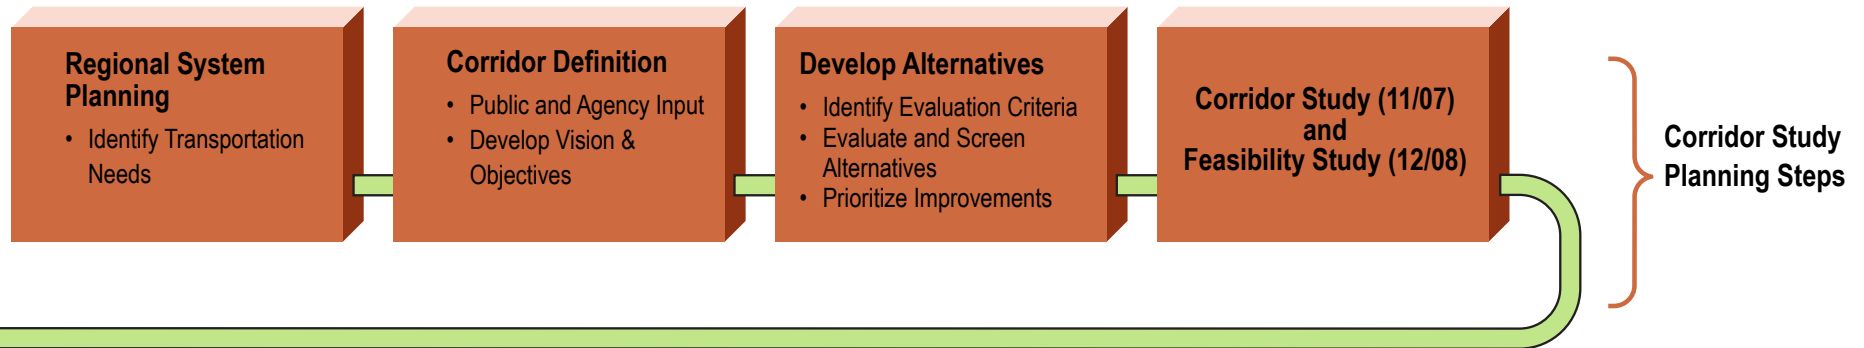 Regional System
Planning
• Identify Transportation
Needs
Corridor Definition
• Public and Agency Input
• Develop Vision &
Objectives
Develop Alternatives
• Identify Evaluation Criteria
• Evaluate and Screen
Alternatives
• Prioritize Improvements
Corridor Study (11/07)
and
Feasibility Study (12/08)
Corridor Study
Planning Steps